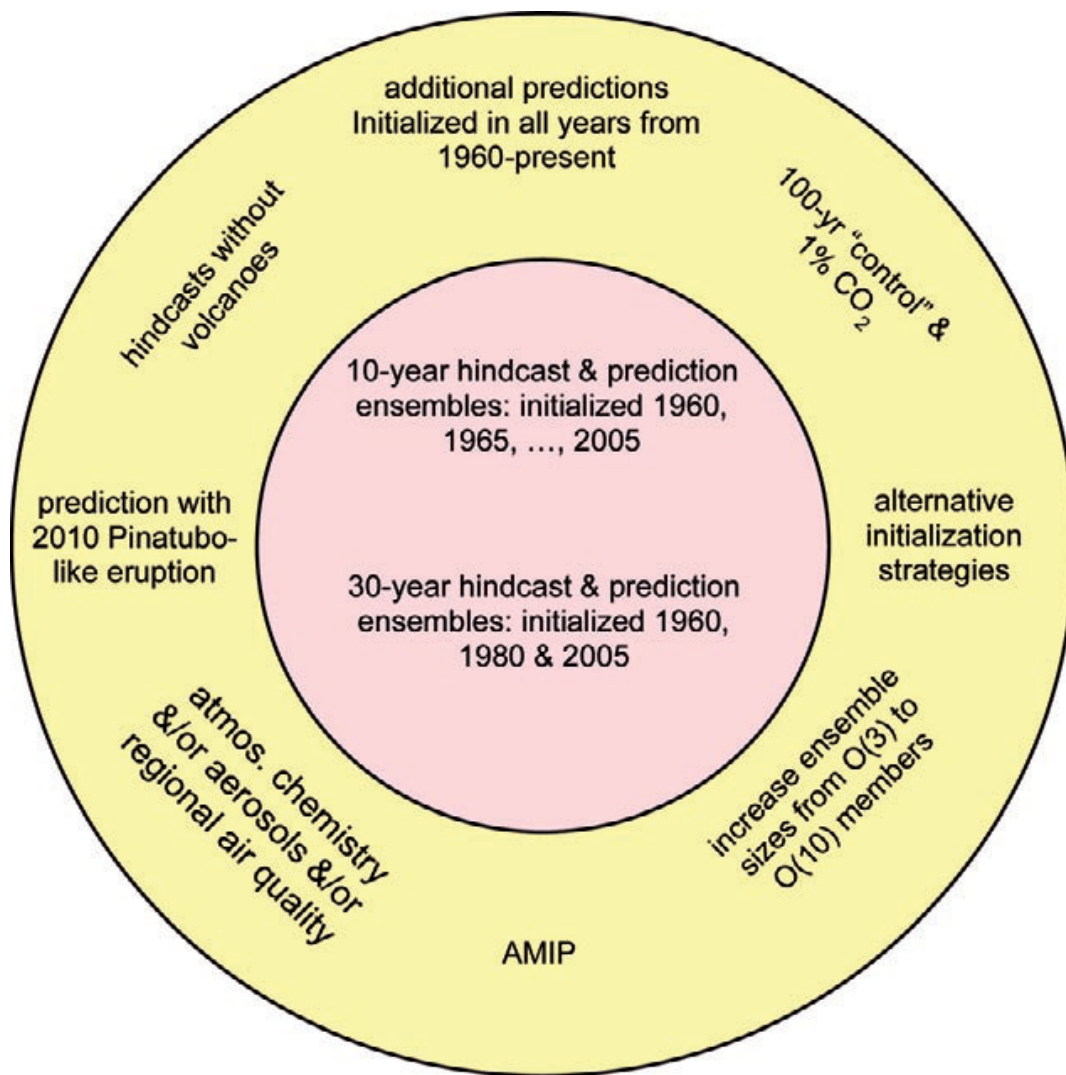 additional predictions
Initialized in all years from
1960-present
100-yr “control” &
1% CO₂
hindcasts without
volcanoes
10-year hindcast & prediction
ensembles: initialized 1960,
1965, …, 2005
prediction with
2010 Pinatubo-
like eruption
alternative
initialization
strategies
30-year hindcast & prediction
ensembles: initialized 1960,
1980 & 2005
atmos. chemistry
&/or aerosols &/or
regional air quality
increase ensemble
sizes from O(3) to
O(10) members
AMIP